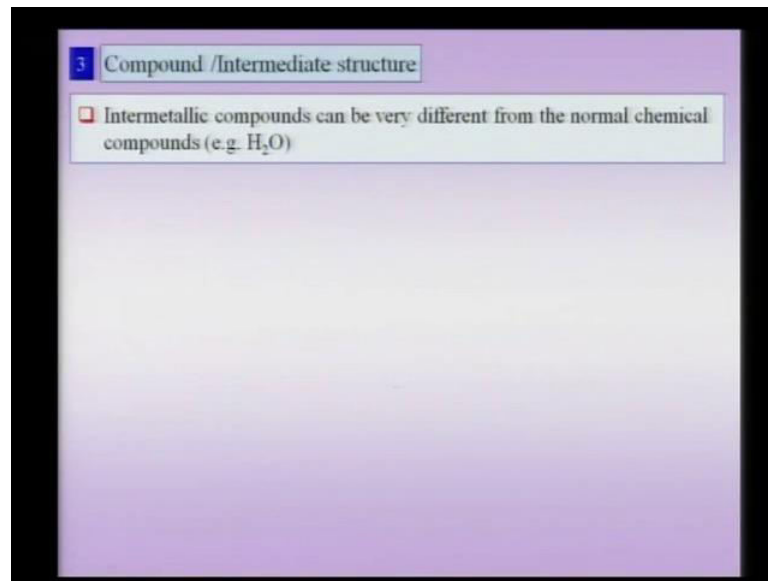 3 Compound /Intermediate structure
❑ Intermetallic compounds can be very different from the normal chemical
compounds (e.g. H₂O)